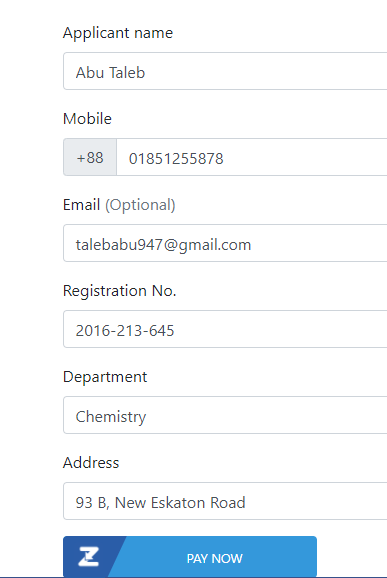 Applicant name
Abu Taleb
Mobile
+88 01851255878
Email (Optional)
talebabu947@gmail.com
Registration No.
2016-213-645
Department
Chemistry
Address
93 B, New Eskaton Road
PAY NOW